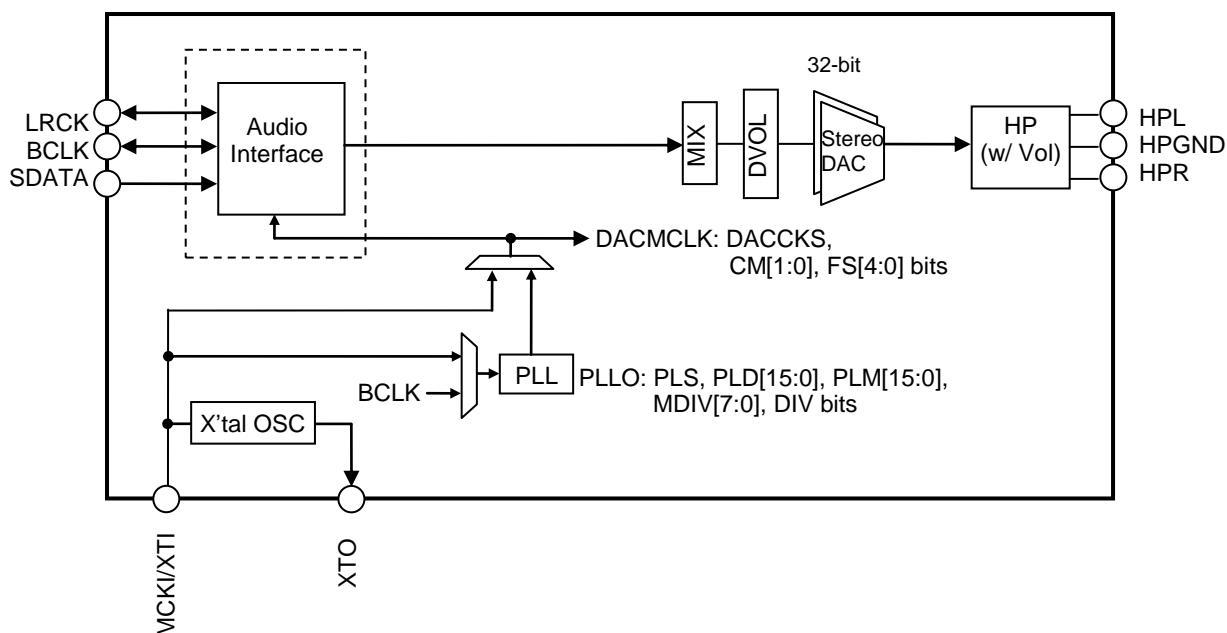 32-bit
LRCK
BCLK
SDATA
Audio
Interface
MIX
DVOL
Stereo
DAC
HP
(w/ Vol)
HPL
HPGND
HPR
DACMCLK: DACCKS,
CM[1:0], FS[4:0] bits
BCLK
PLL
PLLO: PLS, PLD[15:0], PLM[15:0],
MDIV[7:0], DIV bits
X'tal OSC
MCKI/XTI
XTO